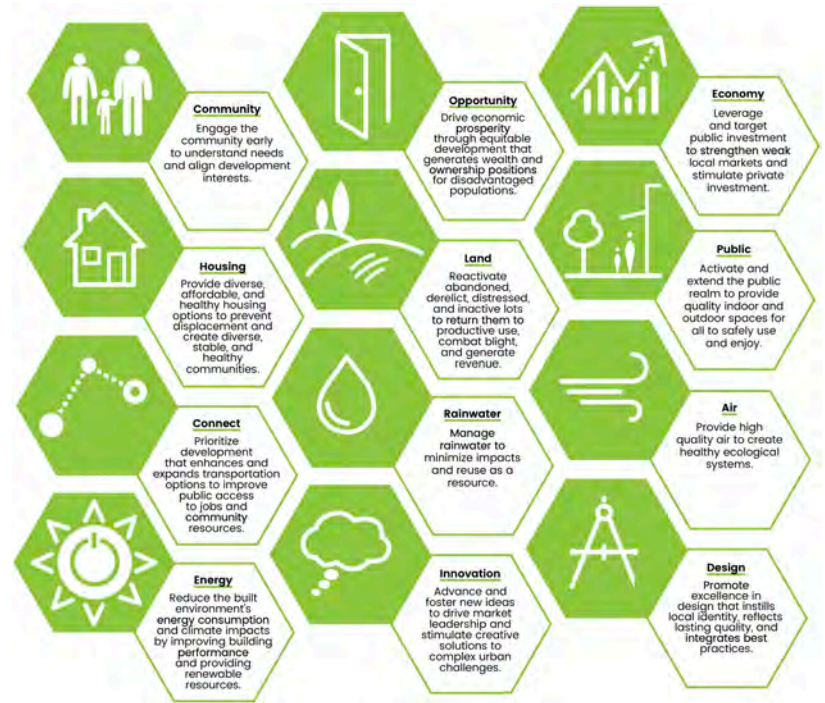 Community
Engage the
community early
to understand needs
and align development
interests.
Opportunity
Drive economic
prosperity
through equitable
development that
generates wealth and
ownership positions
for disadvantaged
populations.
Economy
Leverage
and target
public investment
to strengthen weak
local markets and
stimulate private
investment.
Housing
Provide diverse,
affordable, and
healthy housing
options to prevent
displacement and
create diverse,
stable, and
healthy
communities.
Land
Reactivate
abandoned,
derelict, distressed,
and inactive lots
to return them to
productive use,
combat blight,
and generate
revenue.
Public
Activate and
extend the public
realm to provide
quality indoor and
outdoor spaces for
all to safely use
and enjoy.
Connect
Prioritize
development
that enhances and
expands transportation
options to improve
public access
to jobs and
community
resources.
Rainwater
Manage
rainwater to
minimize impacts
and reuse as a
resource.
Air
Provide high
quality air to create
healthy ecological
systems.
Energy
Reduce the built
environment's
energy consumption
and climate impacts
by improving building
performance
and providing
renewable
resources.
Innovation
Advance and
foster new ideas
to drive market
leadership and
stimulate creative
solutions to
complex urban
challenges.
Design
Promote
excellence in
design that instills
local identity, reflects
lasting quality, and
integrates best
practices.